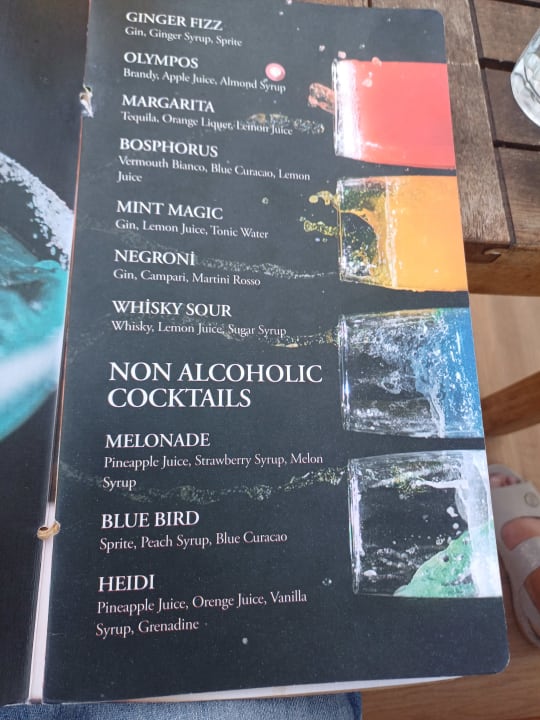 GINGER FIZZ
Gin, Ginger Syrup, Sprite
OLYMPOS
Brandy, Apple Juice, Almond Syrup
MARGARITA
Tequila, Orange Liquer, Lemon Juice
BOSPHORUS
Vermouth Bianco, Blue Curacao, Lemon
Juice
MINT MAGIC
Gin, Lemon Juice, Tonic Water
NEGRONİ
Gin, Campari, Martini Rosso
WHİSKY SOUR
Whisky, Lemon Juice, Sugar Syrup
NON ALCOHOLIC
COCKTAILS
MELONADE
Pineapple Juice, Strawberry Syrup, Melon
Syrup
BLUE BIRD
Sprite, Peach Syrup, Blue Curacao
HEIDI
Pineapple Juice, Orenge Juice, Vanilla
Syrup, Grenadine